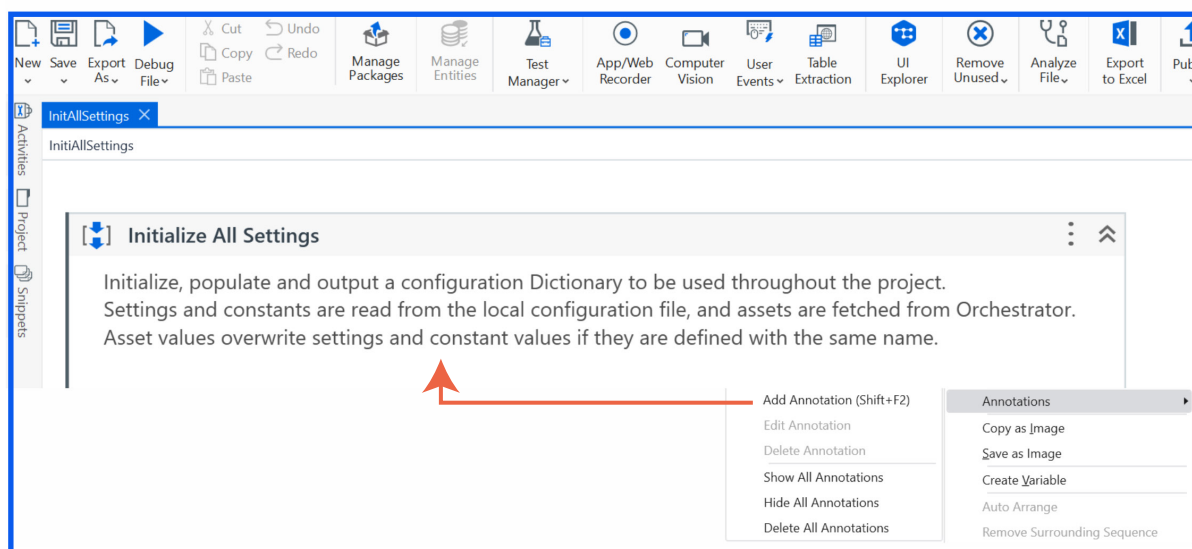 New Save Export As Debug File Cut Undo Copy Redo Paste Manage Packages Manage Entities Test Manager App/Web Recorder Computer Vision User Events Table Extraction UI Explorer Remove Unused Analyze File Export to Excel
InitAllSettings
InitiAllSettings
Activities
Project
Snippets
Initialize All Settings
Initialize, populate and output a configuration Dictionary to be used throughout the project.
Settings and constants are read from the local configuration file, and assets are fetched from Orchestrator.
Asset values overwrite settings and constant values if they are defined with the same name.
Add Annotation (Shift+F2)
Edit Annotation
Delete Annotation
Show All Annotations
Hide All Annotations
Delete All Annotations
Annotations
Copy as Image
Save as Image
Create Variable
Auto Arrange
Remove Surrounding Sequence